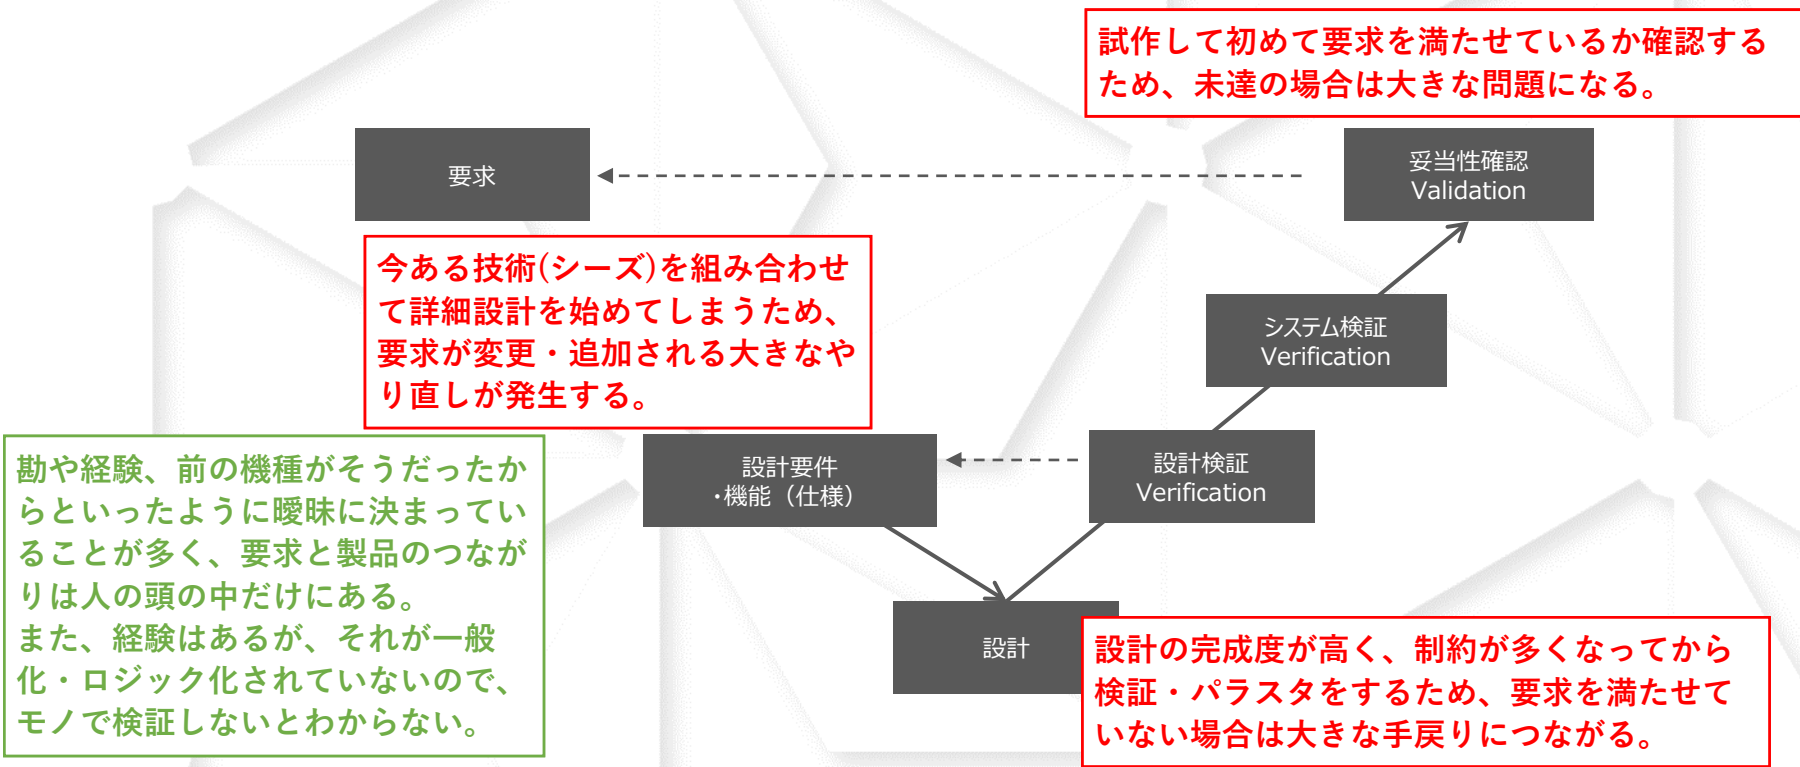 試作して初めて要求を満たせているか確認する
ため、未達の場合は大きな問題になる。
要求
妥当性確認
Validation
今ある技術(シーズ)を組み合わせ
て詳細設計を始めてしまうため、
要求が変更・追加される大きなや
り直しが発生する。
システム検証
Verification
勘や経験、前の機種がそうだったか
らといったように曖昧に決まってい
ることが多く、要求と製品のつなが
りは人の頭の中だけにある。
また、経験はあるが、それが一般
化・ロジック化されていないので、
モノで検証しないとわからない。
設計要件
・機能（仕様）
設計検証
Verification
設計
設計の完成度が高く、制約が多くなってから
検証・パラスタをするため、要求を満たせて
いない場合は大きな手戻りにつながる。